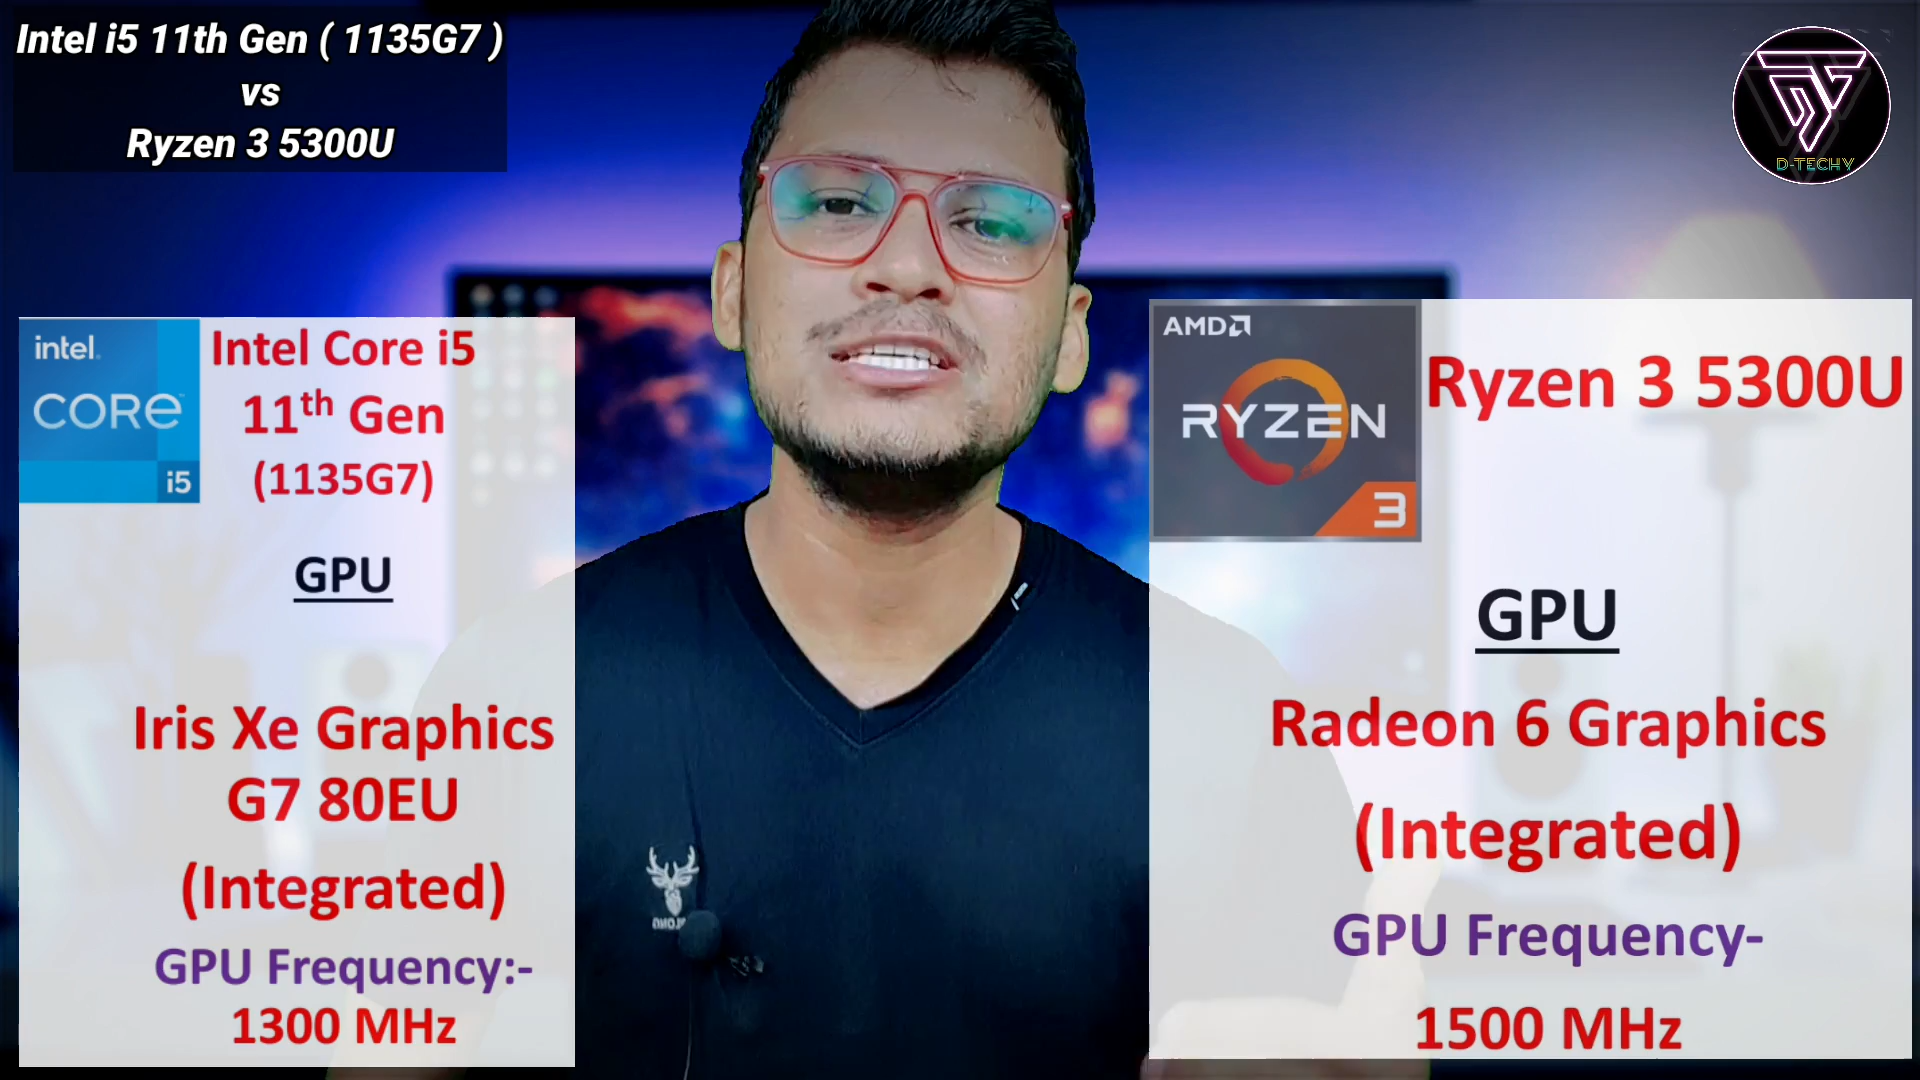 Intel i5 11th Gen ( 1135G7 )
vs
Ryzen 3 5300U
D-TECHY
intel.
CORE
i5
Intel Core i5
11th Gen
(1135G7)
GPU
Iris Xe Graphics
G7 80EU
(Integrated)
GPU Frequency:-
1300 MHz
AMD
RYZEN
3
Ryzen 3 5300U
GPU
Radeon 6 Graphics
(Integrated)
GPU Frequency-
1500 MHz